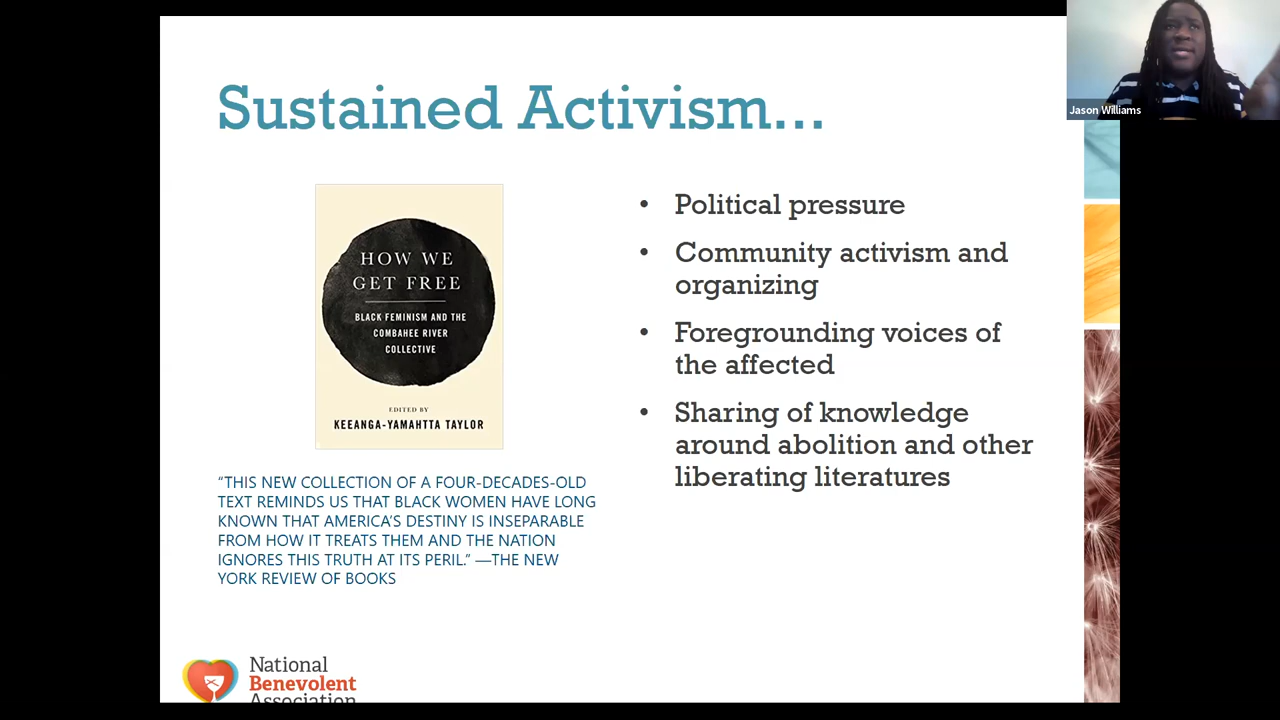 Sustained Activism...
Jason Williams
HOW WE
GET FREE
BLACK FEMINISM AND THE
COMBAHEE RIVER
COLLECTIVE
EDITED BY
KEEANGA-YAMAHTTA TAYLOR
"THIS NEW COLLECTION OF A FOUR-DECADES-OLD
TEXT REMINDS US THAT BLACK WOMEN HAVE LONG
KNOWN THAT AMERICA'S DESTINY IS INSEPARABLE
FROM HOW IT TREATS THEM AND THE NATION
IGNORES THIS TRUTH AT ITS PERIL." —THE NEW
YORK REVIEW OF BOOKS
• Political pressure
• Community activism and
organizing
• Foregrounding voices of
the affected
• Sharing of knowledge
around abolition and other
liberating literatures
National
Benevolent
Association